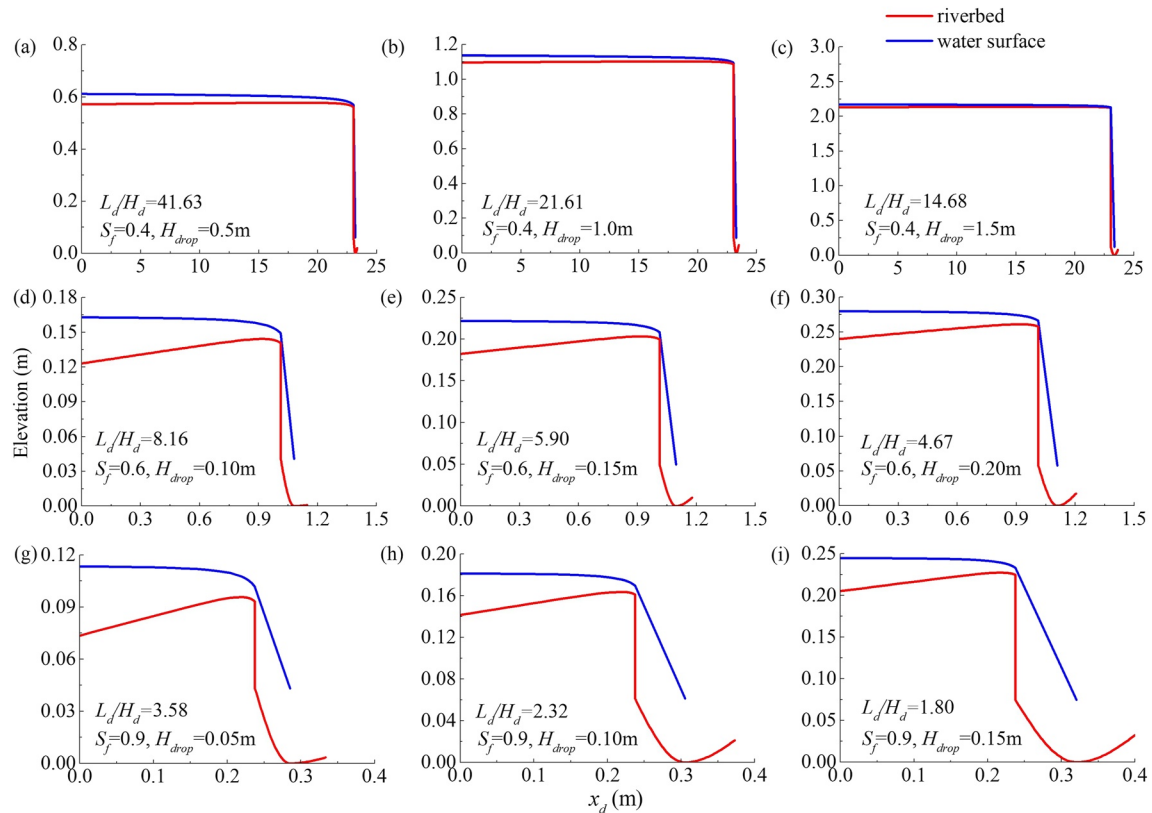 riverbed
water surface
(a)
0.8
0.6
0.4
0.2
0.0
L_d/H_d=41.63
S_f=0.4, H_drop=0.5m
0 5 10 15 20 25
(b)
1.2
1.0
0.8
0.6
0.4
0.2
0.0
L_d/H_d=21.61
S_f=0.4, H_drop=1.0m
0 5 10 15 20 25
(c)
3.0
2.5
2.0
1.5
1.0
0.5
0.0
L_d/H_d=14.68
S_f=0.4, H_drop=1.5m
0 5 10 15 20 25
Elevation (m)
(d)
0.18
0.15
0.12
0.09
0.06
0.03
0.00
L_d/H_d=8.16
S_f=0.6, H_drop=0.10m
0.0 0.3 0.6 0.9 1.2 1.5
(e)
0.25
0.20
0.15
0.10
0.05
0.00
L_d/H_d=5.90
S_f=0.6, H_drop=0.15m
0.0 0.3 0.6 0.9 1.2 1.5
(f)
0.30
0.25
0.20
0.15
0.10
0.05
0.00
L_d/H_d=4.67
S_f=0.6, H_drop=0.20m
0.0 0.3 0.6 0.9 1.2 1.5
(g)
0.12
0.09
0.06
0.03
0.00
L_d/H_d=3.58
S_f=0.9, H_drop=0.05m
0.0 0.1 0.2 0.3 0.4
(h)
0.20
0.16
0.12
0.08
0.04
0.00
L_d/H_d=2.32
S_f=0.9, H_drop=0.10m
0.0 0.1 0.2 0.3 0.4
(i)
0.25
0.20
0.15
0.10
0.05
0.00
L_d/H_d=1.80
S_f=0.9, H_drop=0.15m
0.0 0.1 0.2 0.3 0.4
x_d (m)